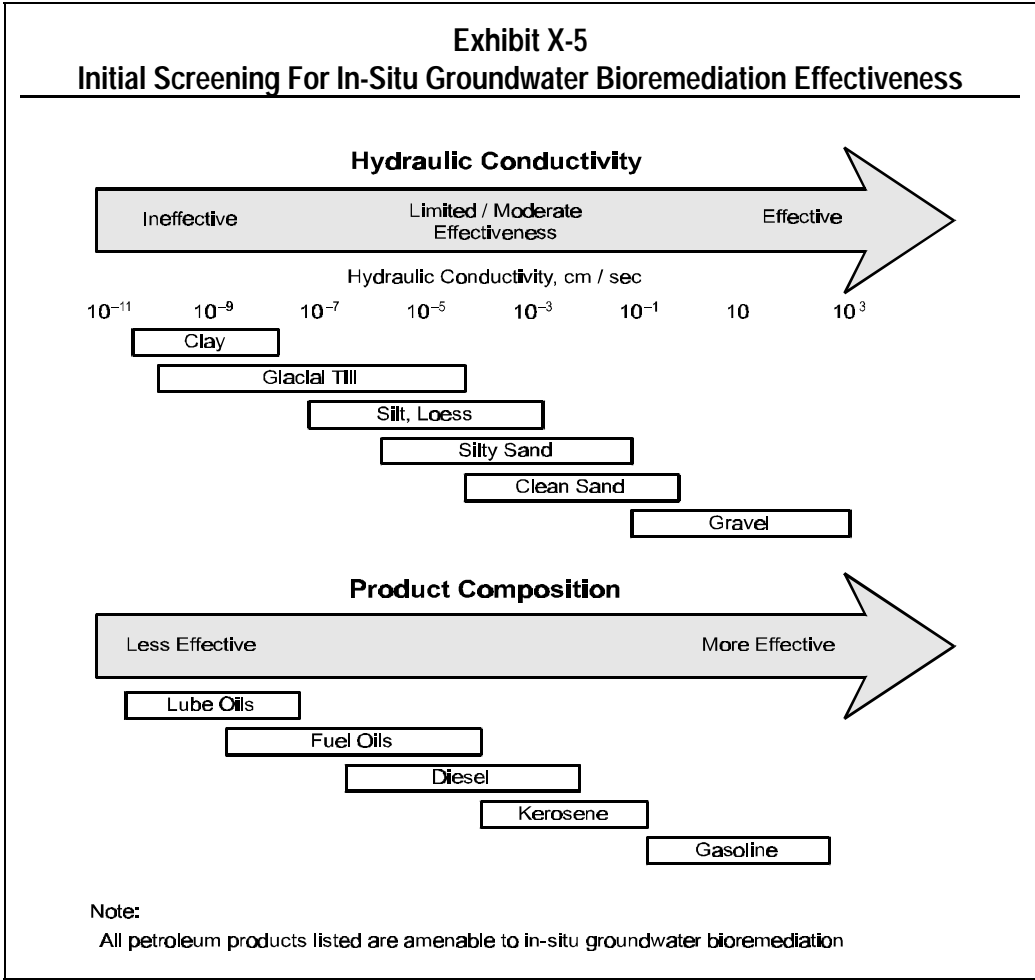 Exhibit X-5
Initial Screening For In-Situ Groundwater Bioremediation Effectiveness
Hydraulic Conductivity
Ineffective Limited / Moderate Effectiveness Effective
Hydraulic Conductivity, cm / sec
10⁻¹¹ 10⁻⁹ 10⁻⁷ 10⁻⁵ 10⁻³ 10⁻¹ 10 10³
Clay
Glacial Till
Silt, Loess
Silty Sand
Clean Sand
Gravel
Product Composition
Less Effective More Effective
Lube Oils
Fuel Oils
Diesel
Kerosene
Gasoline
Note:
All petroleum products listed are amenable to in-situ groundwater bioremediation